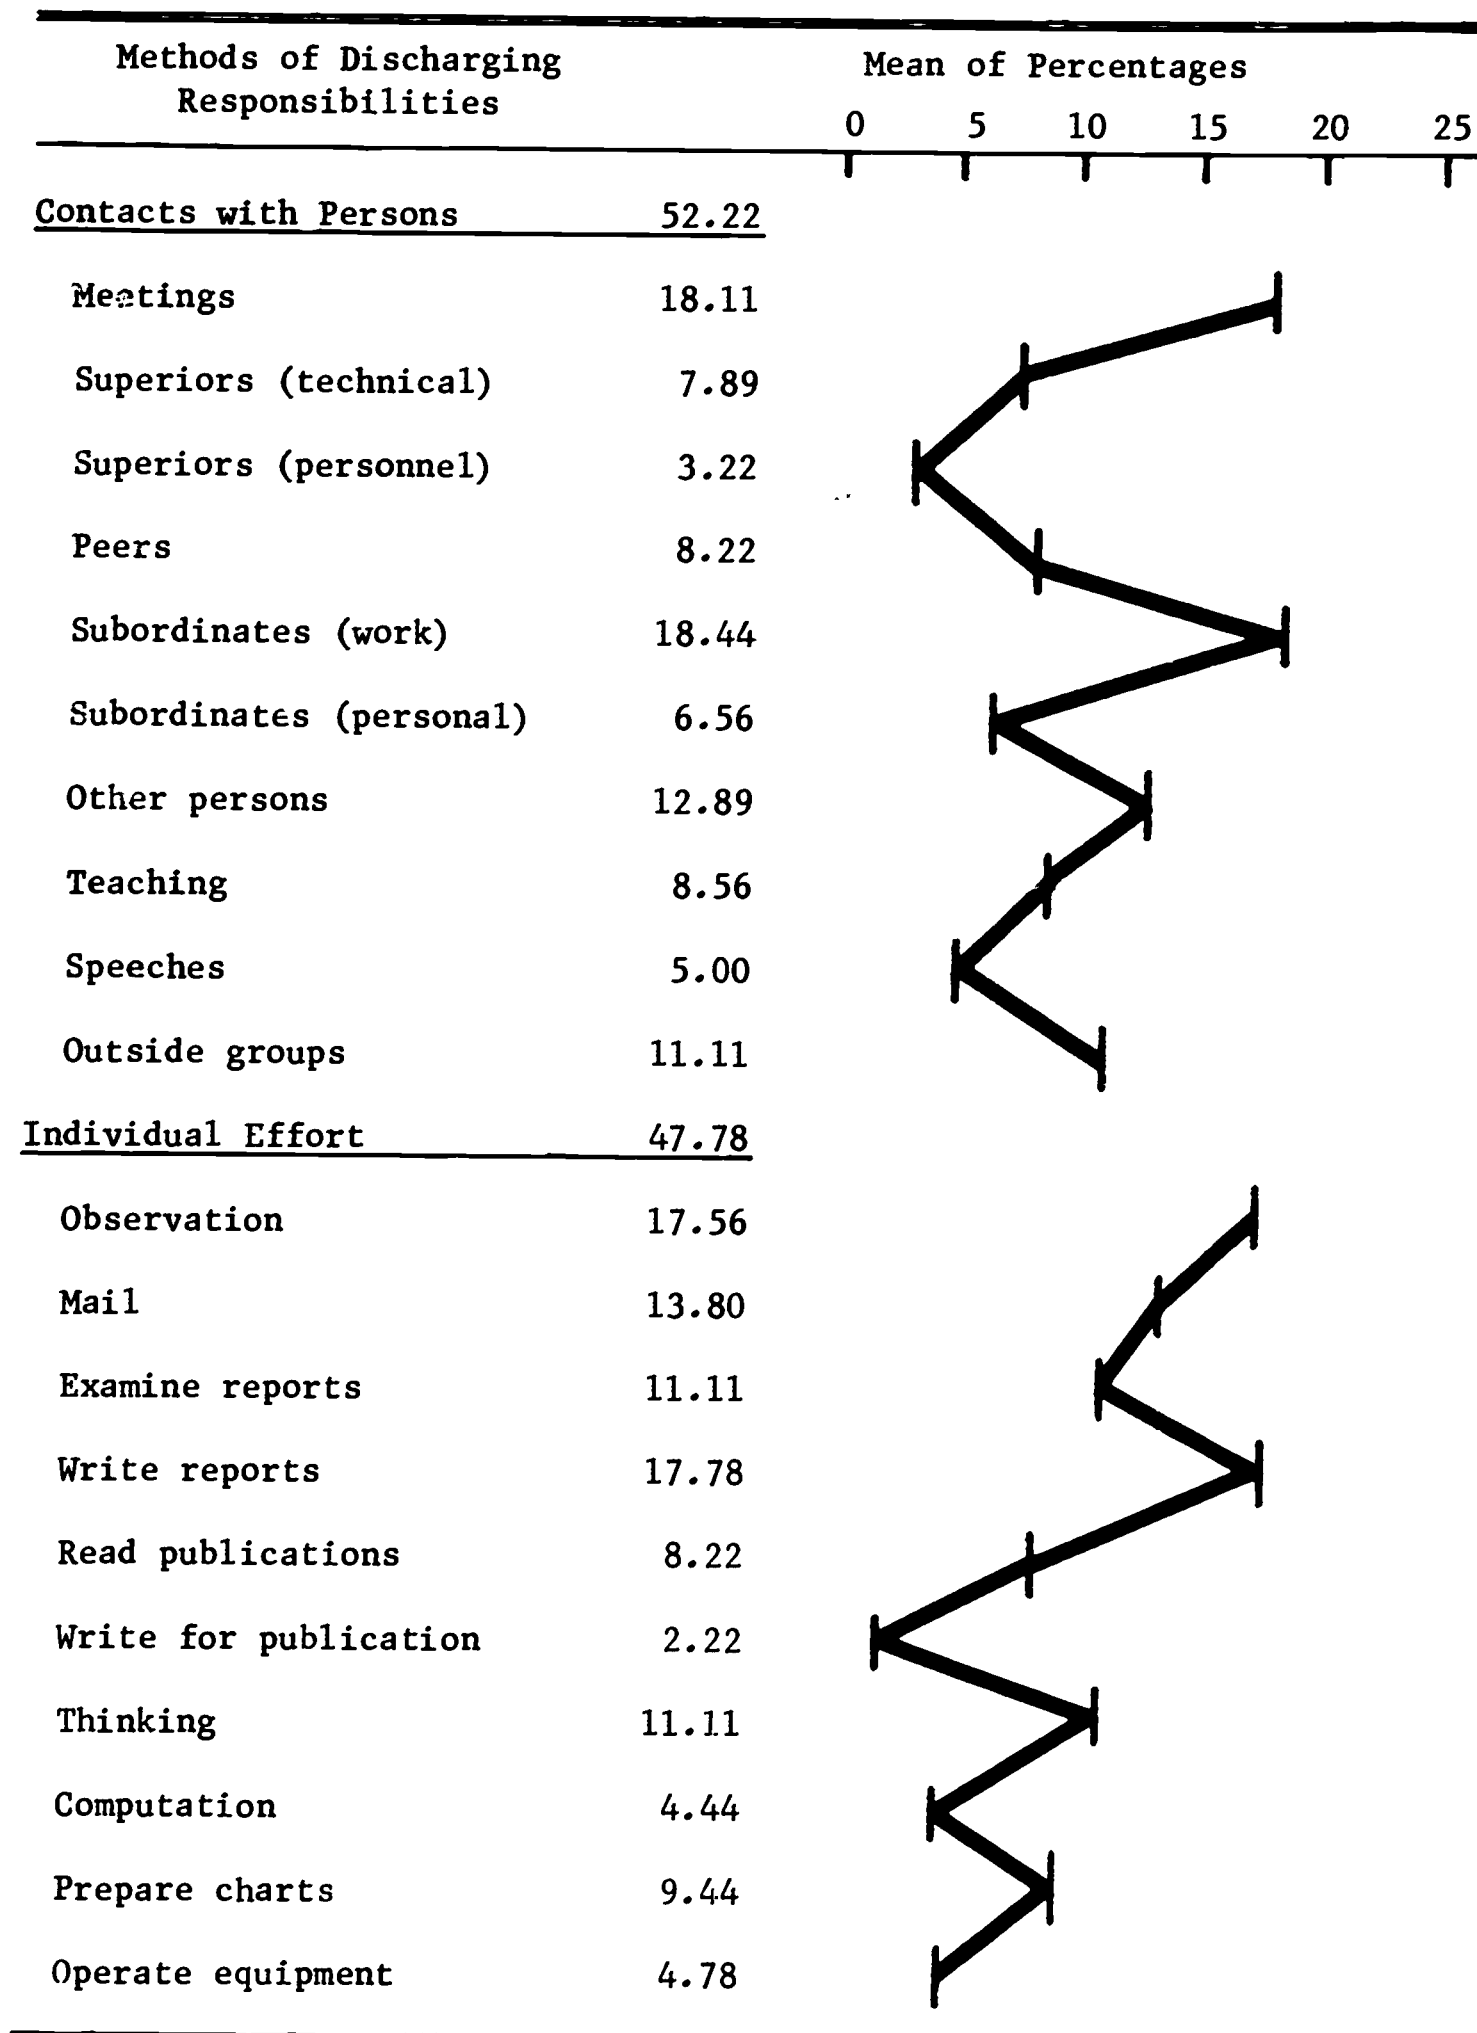 Methods of Discharging Mean of Percentages
Responsibilities
0 5 10 15 20 25
Contacts with Persons 52.22
Meetings 18.11
Superiors (technical) 7.89
Superiors (personnel) 3.22
Peers 8.22
Subordinates (work) 18.44
Subordinates (personal) 6.56
Other persons 12.89
Teaching 8.56
Speeches 5.00
Outside groups 11.11
Individual Effort 47.78
Observation 17.56
Mail 13.80
Examine reports 11.11
Write reports 17.78
Read publications 8.22
Write for publication 2.22
Thinking 11.11
Computation 4.44
Prepare charts 9.44
Operate equipment 4.78